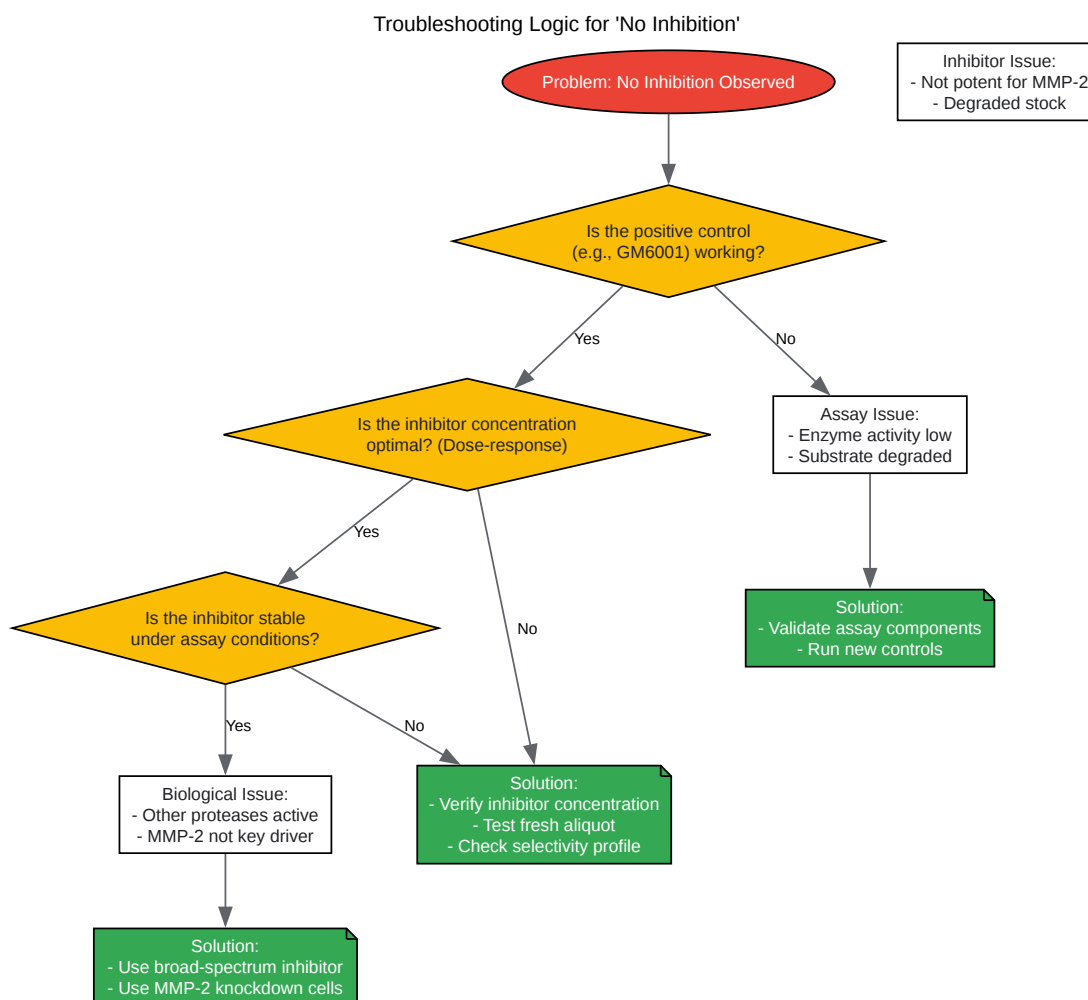 Troubleshooting Logic for 'No Inhibition'
Problem: No Inhibition Observed
Inhibitor Issue:
- Not potent for MMP-2
- Degraded stock
Is the positive control
(e.g., GM6001) working?
Yes
No
Is the inhibitor concentration
optimal? (Dose-response)
Assay Issue:
- Enzyme activity low
- Substrate degraded
Yes
No
Is the inhibitor stable
under assay conditions?
Solution:
- Validate assay components
- Run new controls
Yes
No
Biological Issue:
- Other proteases active
- MMP-2 not key driver
Solution:
- Verify inhibitor concentration
- Test fresh aliquot
- Check selectivity profile
Solution:
- Use broad-spectrum inhibitor
- Use MMP-2 knockdown cells